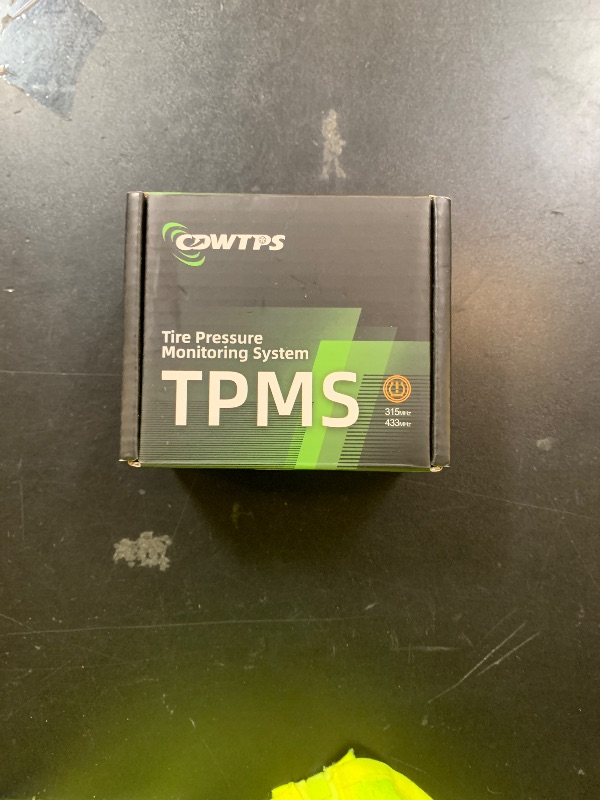 CDWTPS®
Tire Pressure
Monitoring System
TPMS
315MHz
433MHz